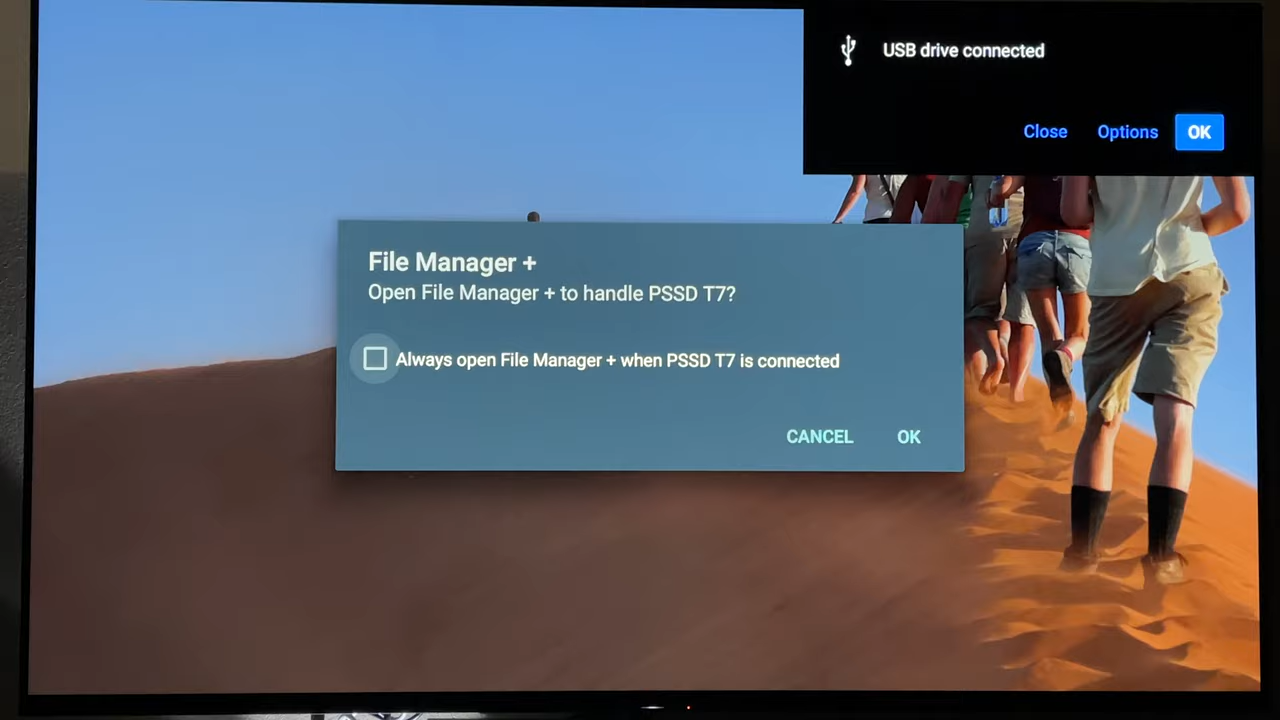 USB drive connected
Close Options OK
File Manager +
Open File Manager + to handle PSSD T7?
Always open File Manager + when PSSD T7 is connected
CANCEL OK